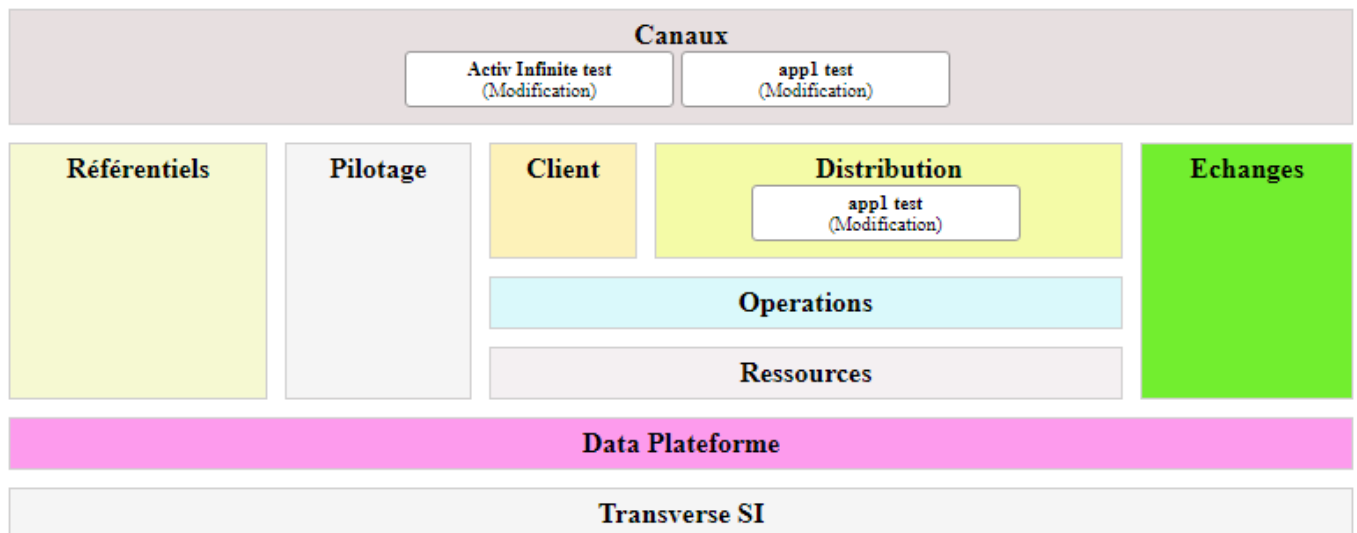 Canaux
Activ Infinite test
(Modification)
app1 test
(Modification)
Référentiels
Pilotage
Client
Distribution
app1 test
(Modification)
Echanges
Operations
Ressources
Data Plateforme
Transverse SI